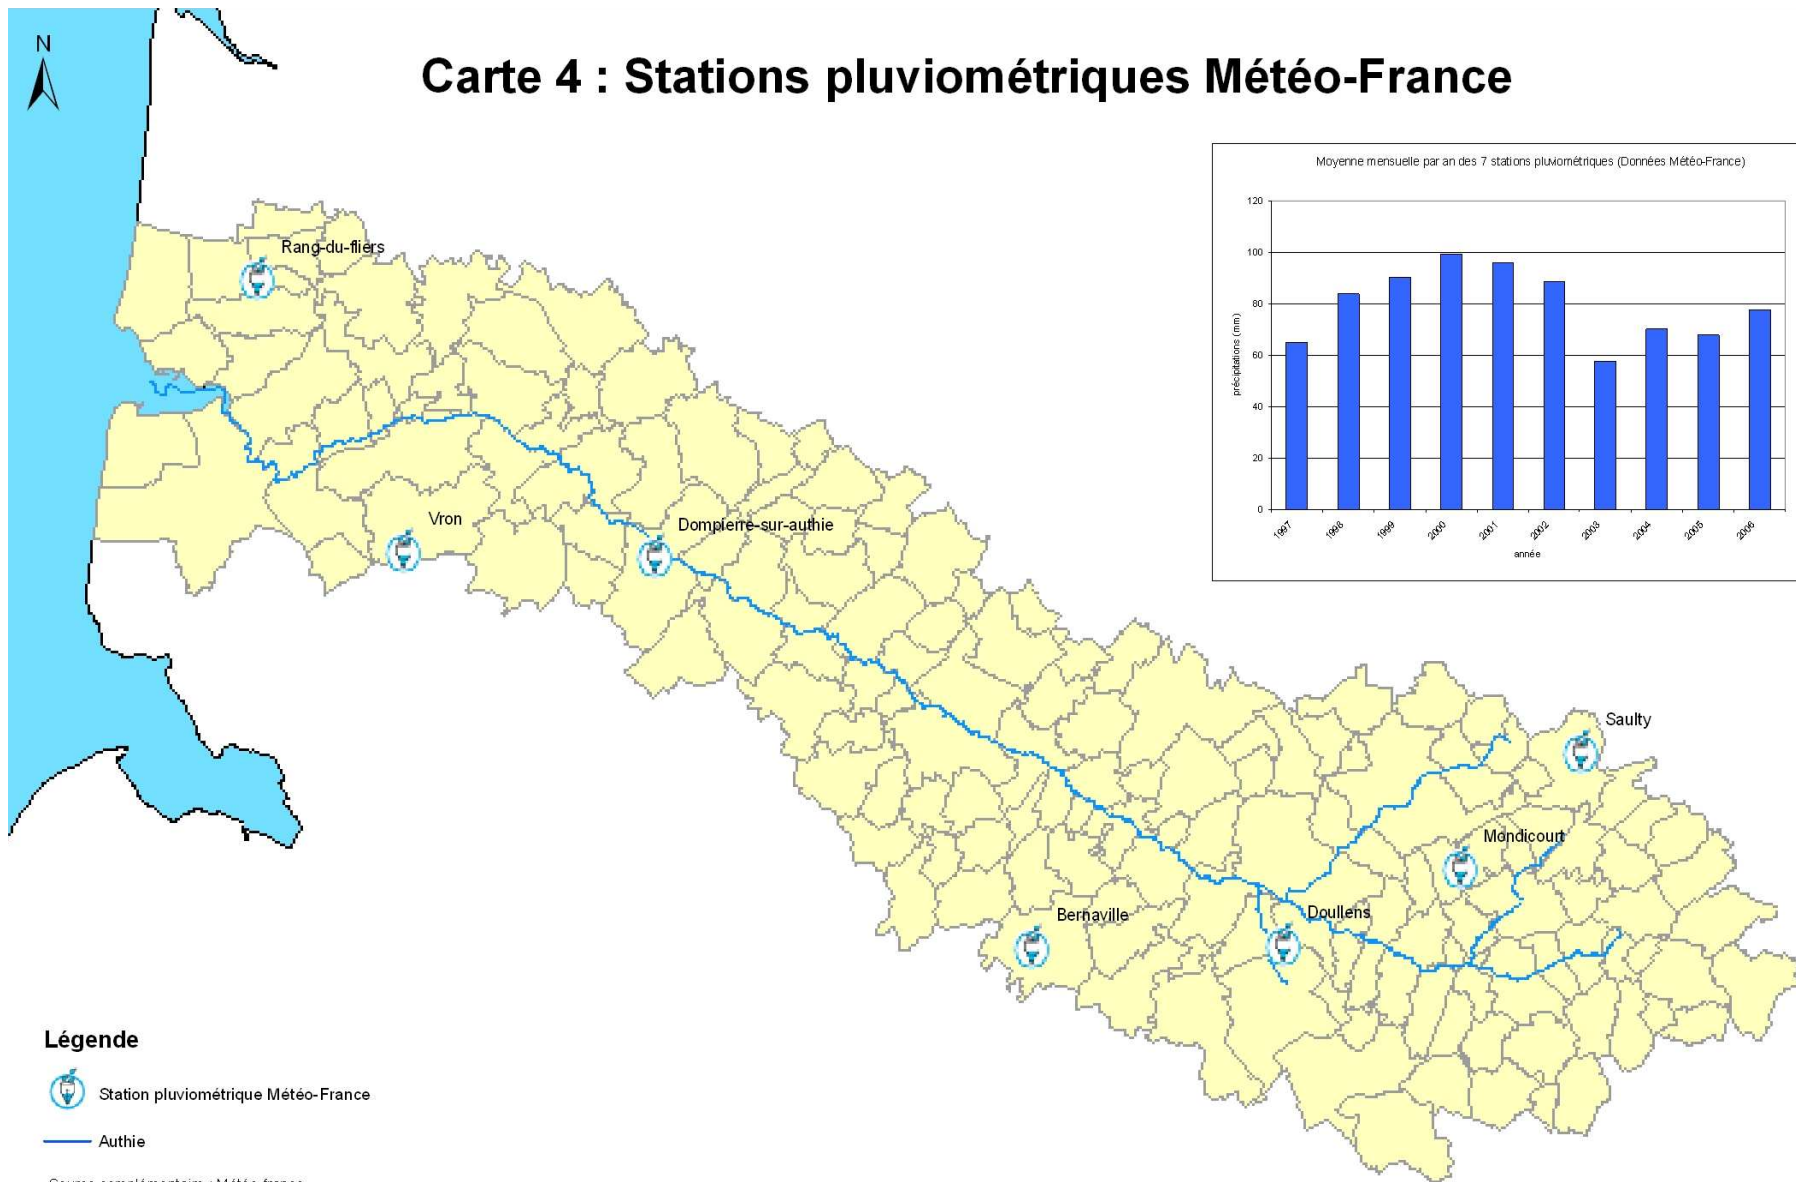 N
Carte 4 : Stations pluviométriques Météo-France
Moyenne mensuelle par an des 7 stations pluviométriques (Données Météo-France)
120
100
80
60
40
20
0
précipitations (mm)
1997
1998
1999
2000
2001
2002
2003
2004
2005
2006
année
Rang-du-fliers
Vron
Dompierre-sur-authie
Saulty
Mondicourt
Bernaville
Doullens
Légende
Station pluviométrique Météo-France
Authie